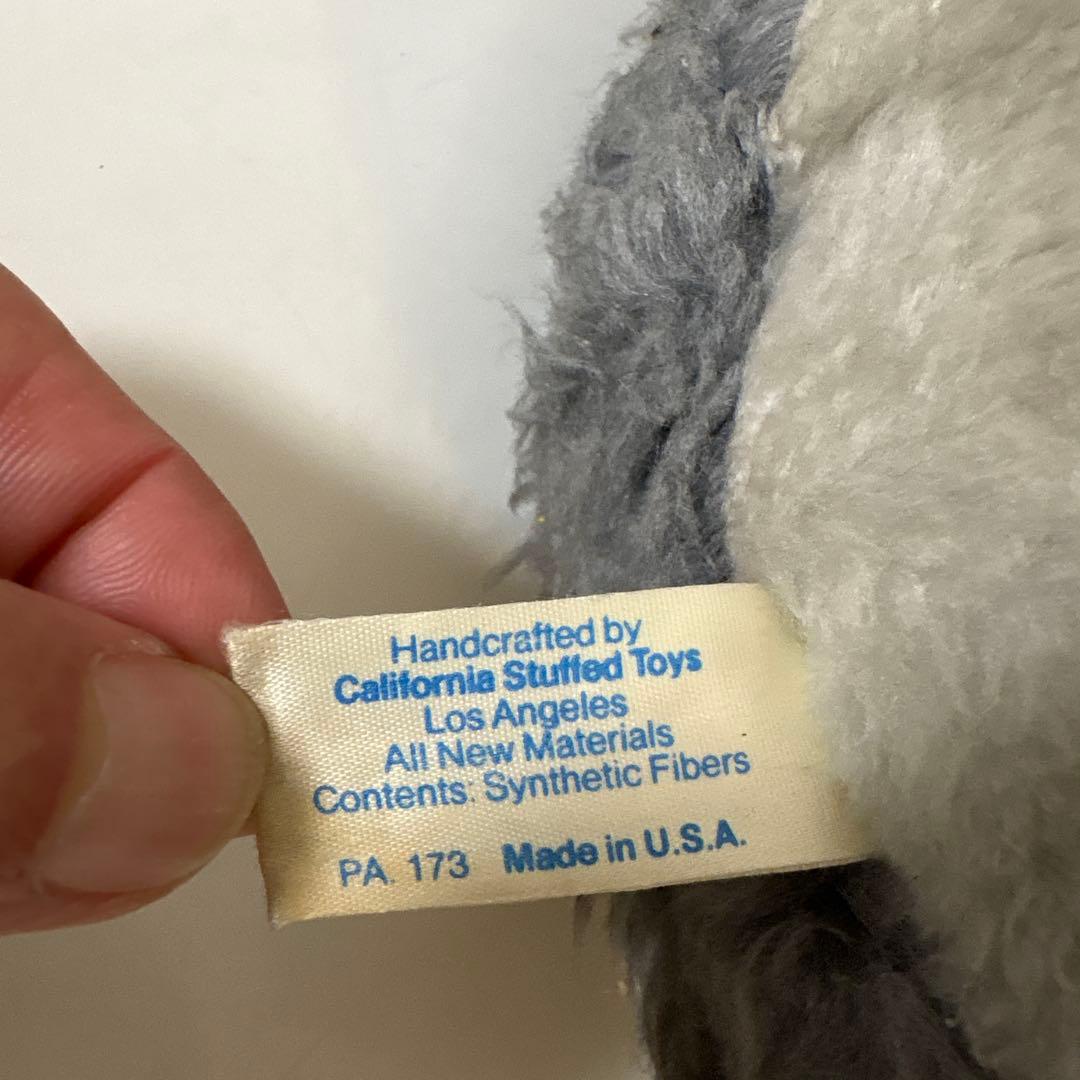 Handcrafted by
California Stuffed Toys
Los Angeles
All New Materials
Contents: Synthetic Fibers
PA. 173 Made in U.S.A.